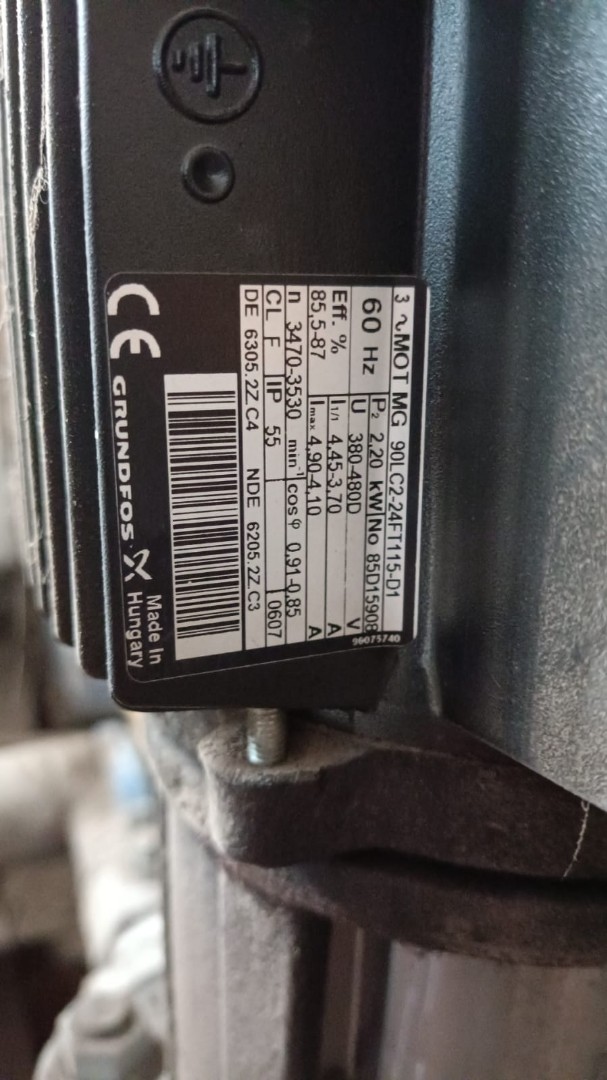 3 ~ MOT MG 90LC2-24FT115-D1
60 Hz
P2 2,20 kW No 85D15908
U 380-480D V
Eff. % I1/1 4,45-3,70 A
85,5-87 Imax 4,90-4,10 A
n 3470-3530 min-1 cosφ 0,91-0,85
CL F IP 55 0607
DE 6305.2Z.C4 NDE 6205.2Z.C3
96075740
CE GRUNDFOS
Made in
Hungary